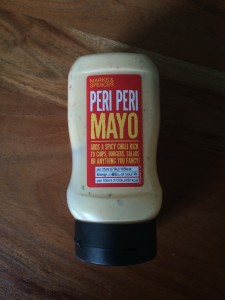 MARKS &
SPENCER
PERI PERI
MAYO
ADDS A SPICY CHILLI KICK
TO CHIPS, BURGERS, SALADS
OR ANYTHING YOU FANCY!